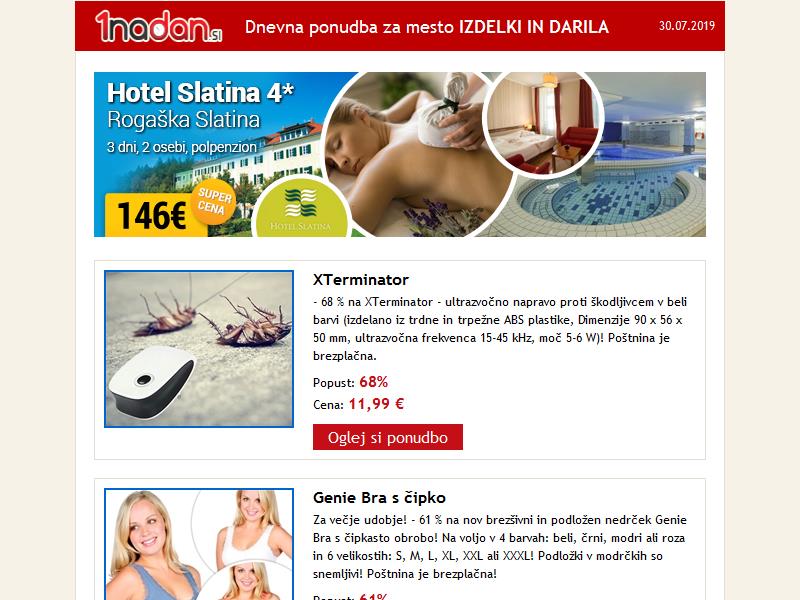 1nadan.si
Dnevna ponudba za mesto IZDELKI IN DARILA
30.07.2019
Hotel Slatina 4*
Rogaška Slatina
3 dni, 2 osebi, polpenzion
146€
SUPER
CENA
HOTEL SLATINA
XTerminator
- 68 % na XTerminator - ultrazvočno napravo proti škodljivcem v beli
barvi (izdelano iz trdne in trpežne ABS plastike, Dimenzije 90 x 56 x
50 mm, ultrazvočna frekvenca 15-45 kHz, moč 5-6 W)! Poštnina je
brezplačna.
Popust: 68%
Cena: 11,99 €
Oglej si ponudbo
Genie Bra s čipko
Za večje udobje! - 61 % na nov brezšivni in podložen nedrček Genie
Bra s čipkasto obrobo! Na voljo v 4 barvah: beli, črni, modri ali roza
in 6 velikostih: S, M, L, XL, XXL ali XXXL! Podložki v modrčkih so
snemljivi! Poštnina je brezplačna!
Popust: 61%